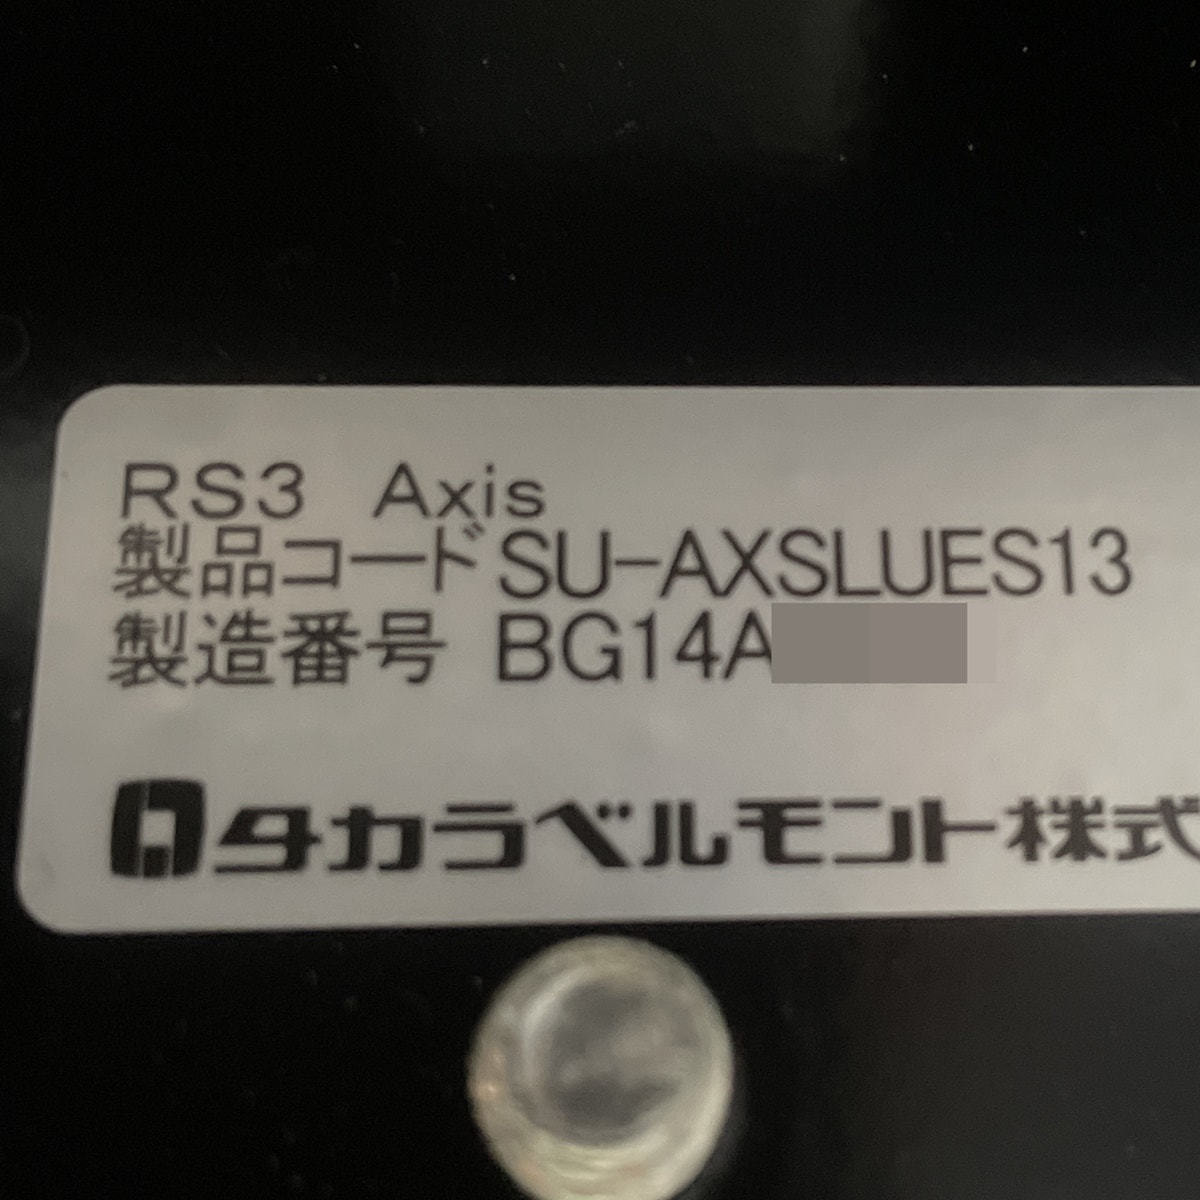 RS3 Axis
製品コード SU-AXSLUES13
製造番号 BG14A
タカラベルモント株式